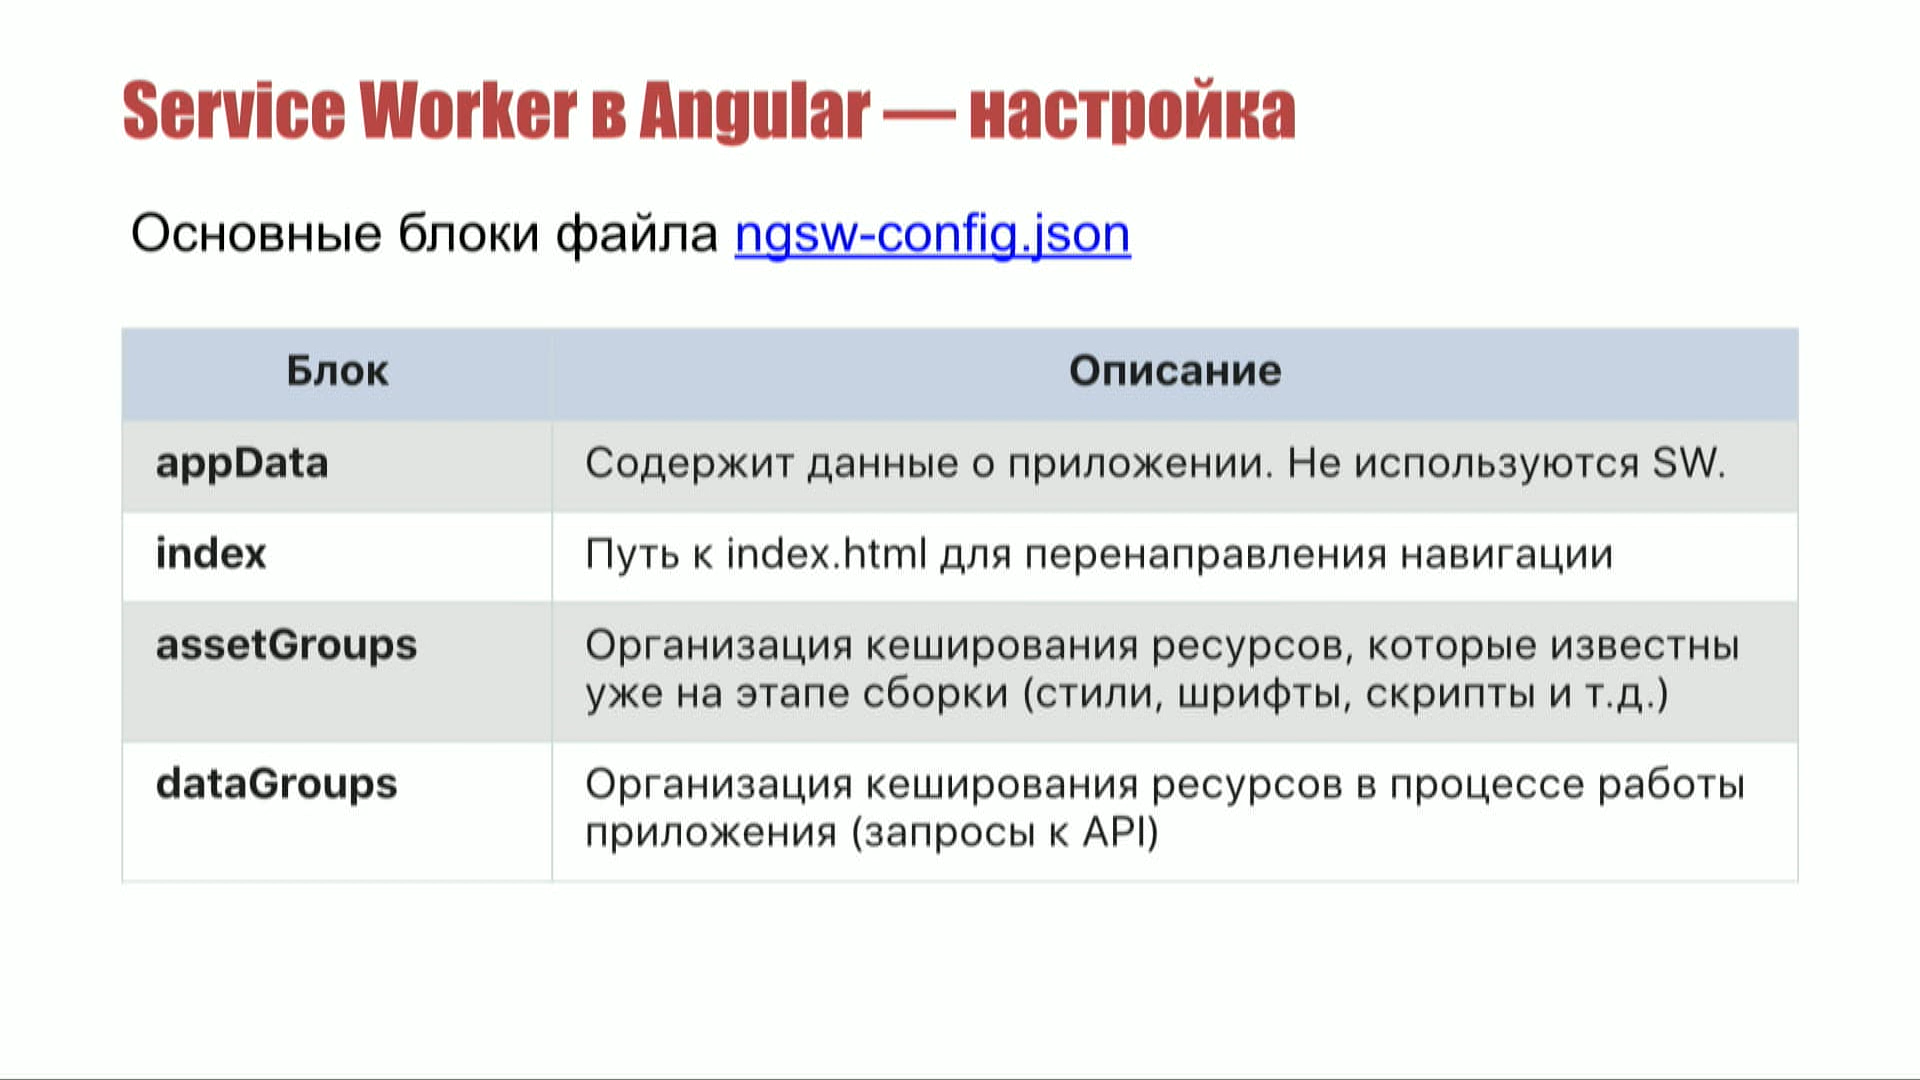 Service Worker в Angular — настройка
Основные блоки файла ngsw-config.json
Блок Описание
appData Содержит данные о приложении. Не используются SW.
index Путь к index.html для перенаправления навигации
assetGroups Организация кеширования ресурсов, которые известны
уже на этапе сборки (стили, шрифты, скрипты и т.д.)
dataGroups Организация кеширования ресурсов в процессе работы
приложения (запросы к API)